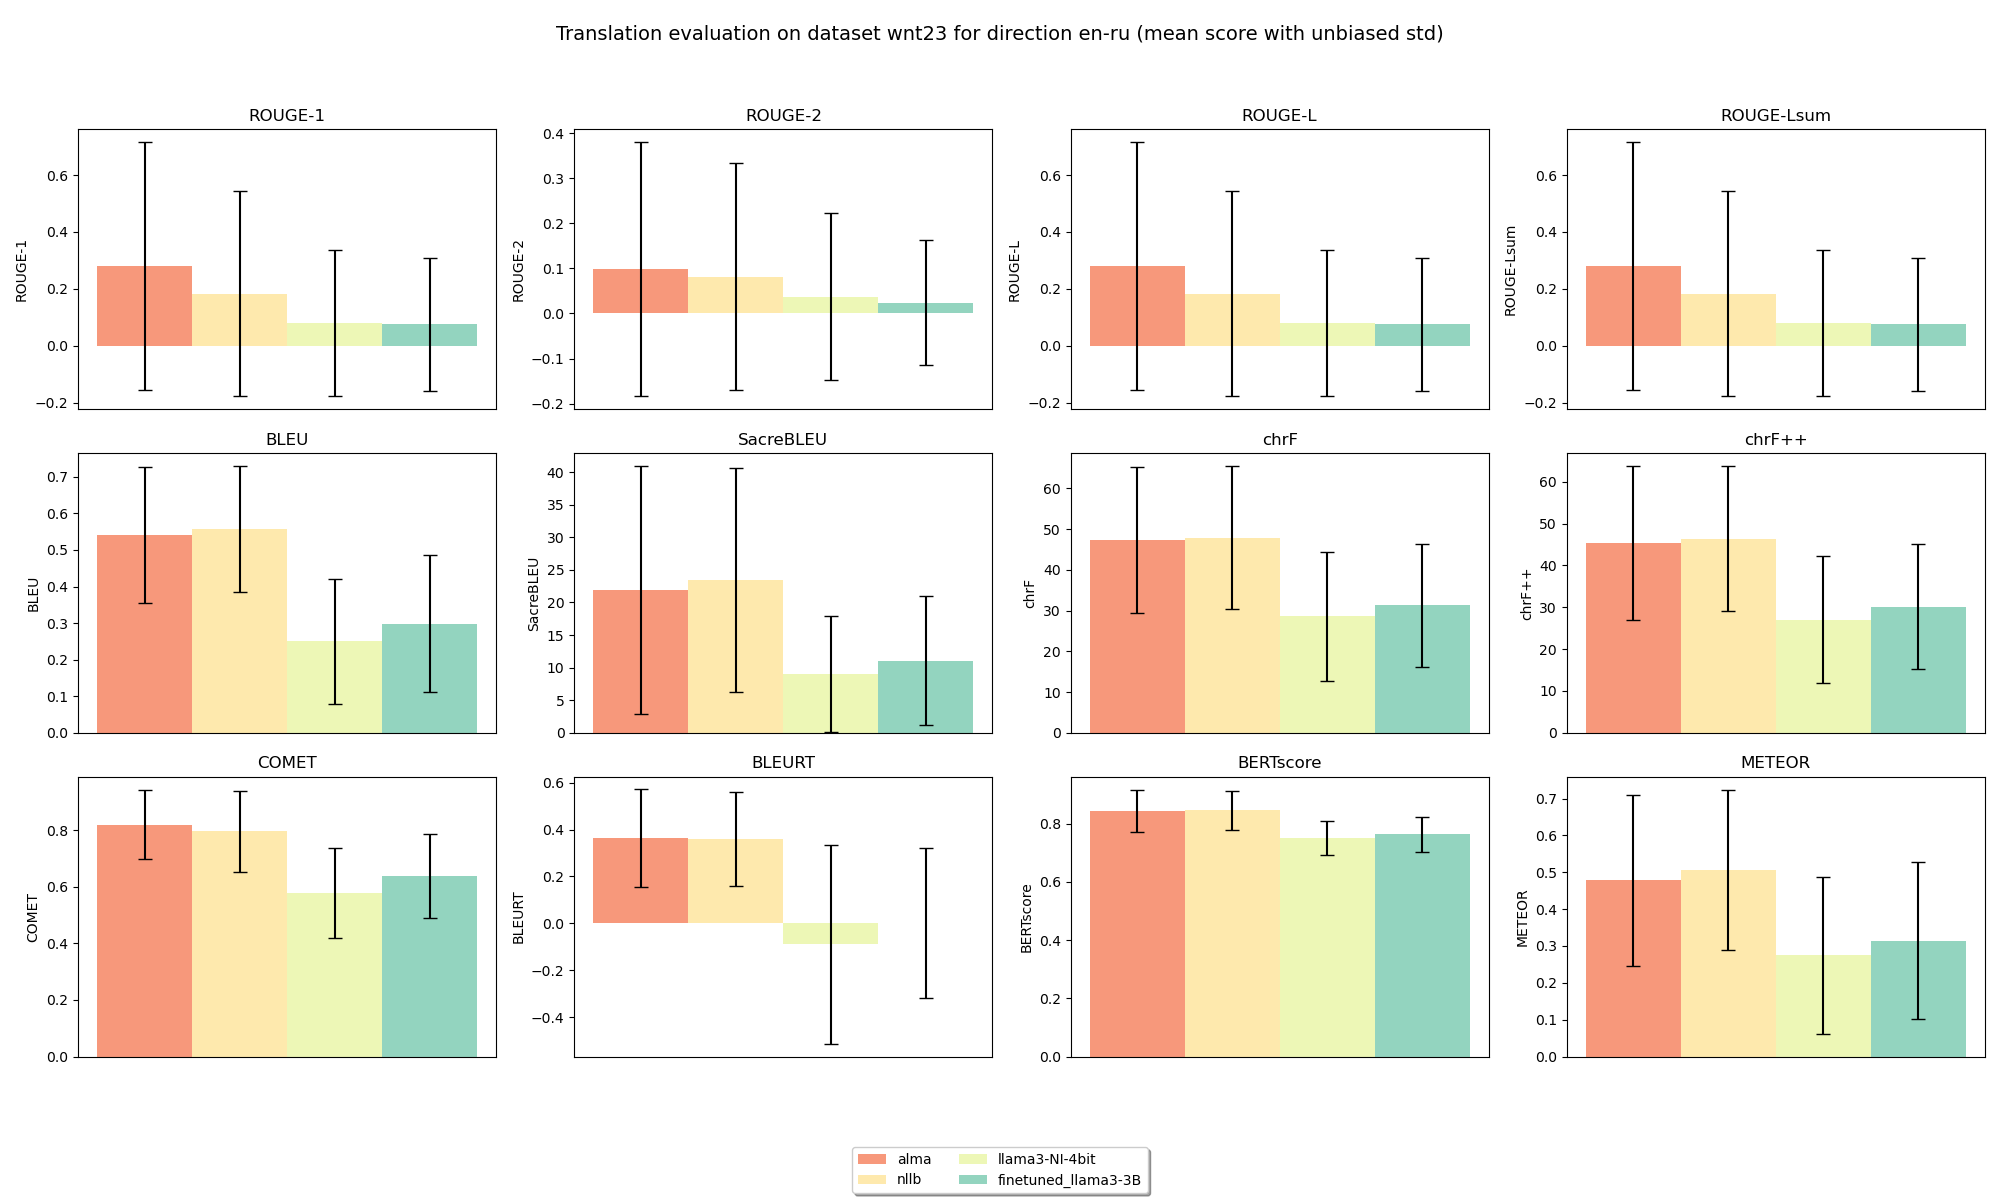 Translation evaluation on dataset wnt23 for direction en-ru (mean score with unbiased std)
ROUGE-1
ROUGE-1
0.6
0.4
0.2
0.0
−0.2
ROUGE-2
ROUGE-2
0.4
0.3
0.2
0.1
0.0
−0.1
−0.2
ROUGE-L
ROUGE-L
0.6
0.4
0.2
0.0
−0.2
ROUGE-Lsum
ROUGE-Lsum
0.6
0.4
0.2
0.0
−0.2
BLEU
BLEU
0.7
0.6
0.5
0.4
0.3
0.2
0.1
0.0
SacreBLEU
SacreBLEU
40
35
30
25
20
15
10
5
0
chrF
chrF
60
50
40
30
20
10
0
chrF++
chrF++
60
50
40
30
20
10
0
COMET
COMET
0.8
0.6
0.4
0.2
0.0
BLEURT
BLEURT
0.6
0.4
0.2
0.0
−0.2
−0.4
BERTscore
BERTscore
0.8
0.6
0.4
0.2
0.0
METEOR
METEOR
0.7
0.6
0.5
0.4
0.3
0.2
0.1
0.0
alma
nllb
llama3-NI-4bit
finetuned_llama3-3B